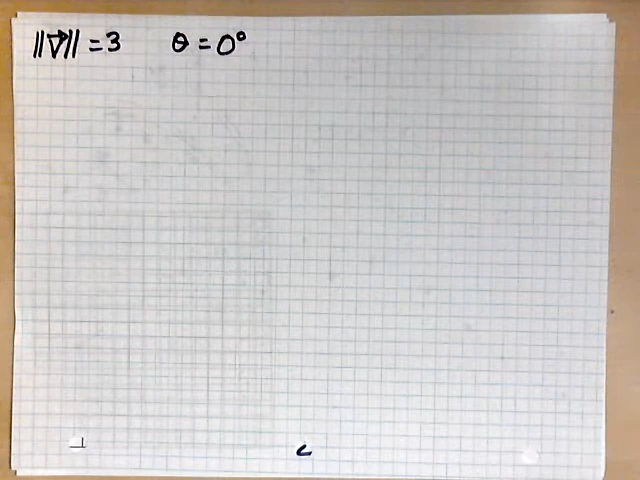 ||v⃗|| = 3 θ = 0°